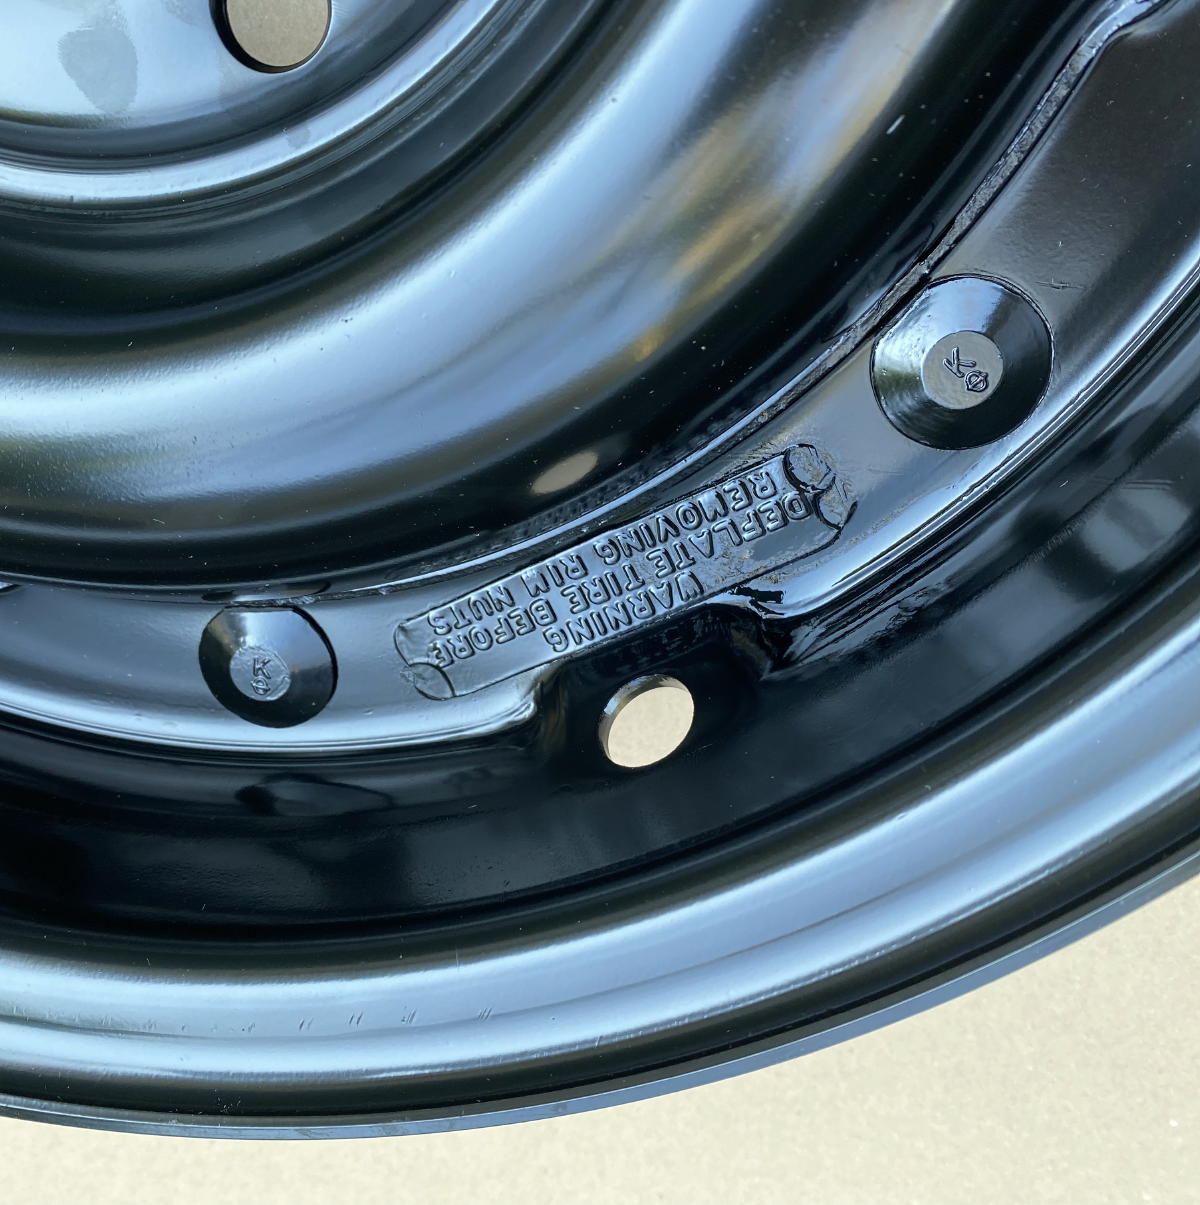 WARNING
DEFLATE TIRE BEFORE
REMOVING RIM NUTS
K
K